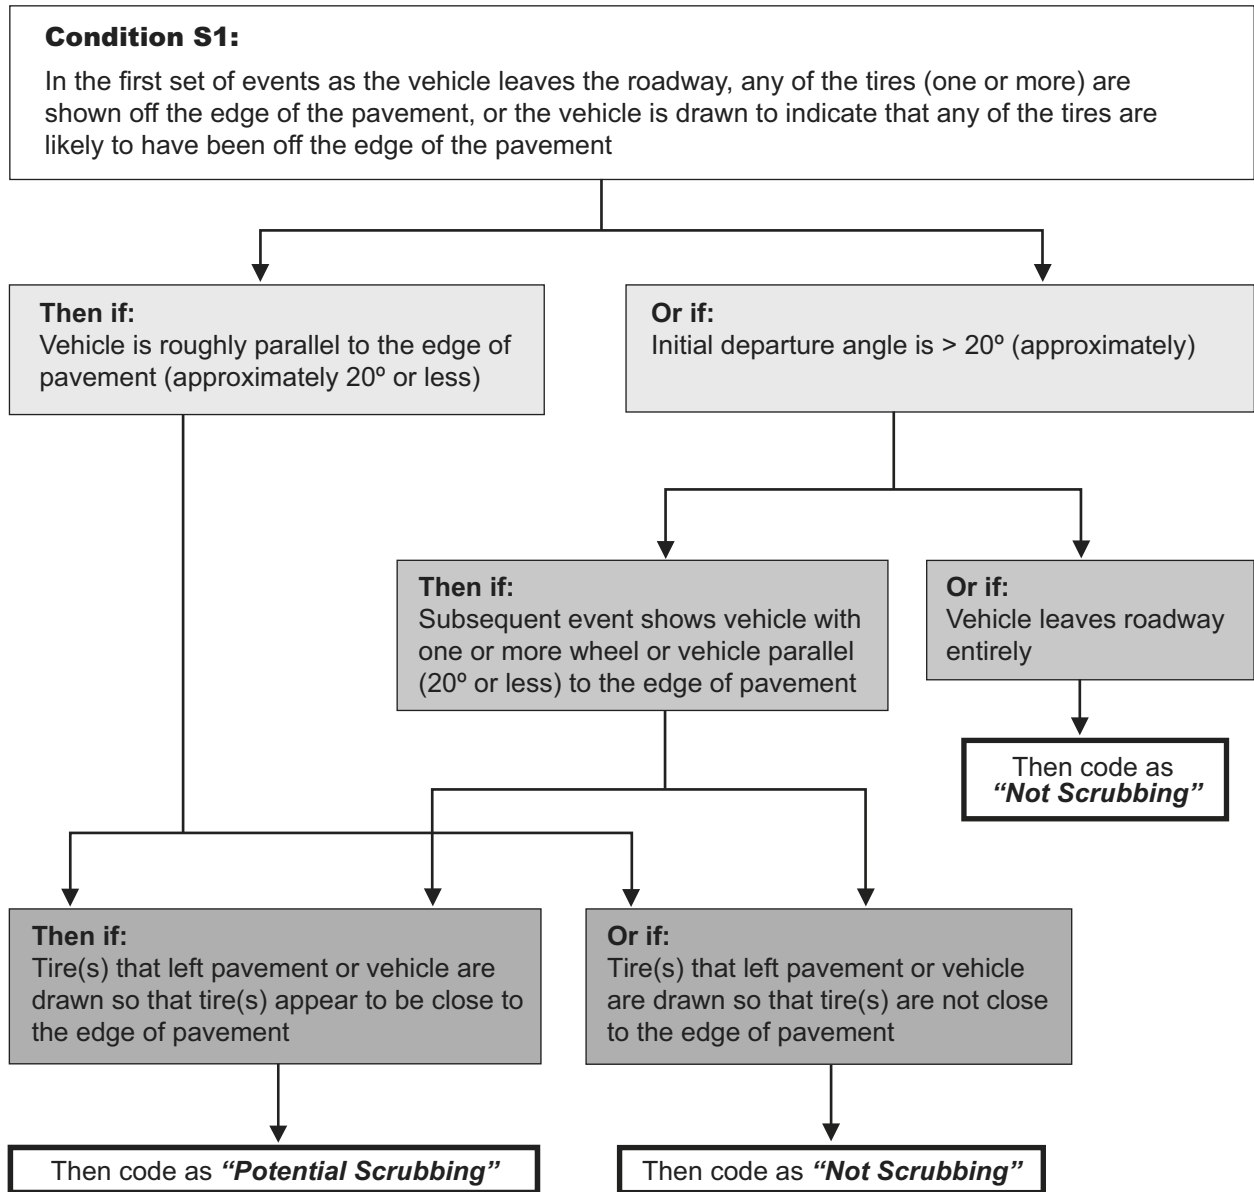 Condition S1:
In the first set of events as the vehicle leaves the roadway, any of the tires (one or more) are
shown off the edge of the pavement, or the vehicle is drawn to indicate that any of the tires are
likely to have been off the edge of the pavement
Then if:
Vehicle is roughly parallel to the edge of
pavement (approximately 20º or less)
Or if:
Initial departure angle is > 20º (approximately)
Then if:
Subsequent event shows vehicle with
one or more wheel or vehicle parallel
(20º or less) to the edge of pavement
Or if:
Vehicle leaves roadway
entirely
Then code as
“Not Scrubbing”
Then if:
Tire(s) that left pavement or vehicle are
drawn so that tire(s) appear to be close to
the edge of pavement
Or if:
Tire(s) that left pavement or vehicle
are drawn so that tire(s) are not close
to the edge of pavement
Then code as “Potential Scrubbing”
Then code as “Not Scrubbing”